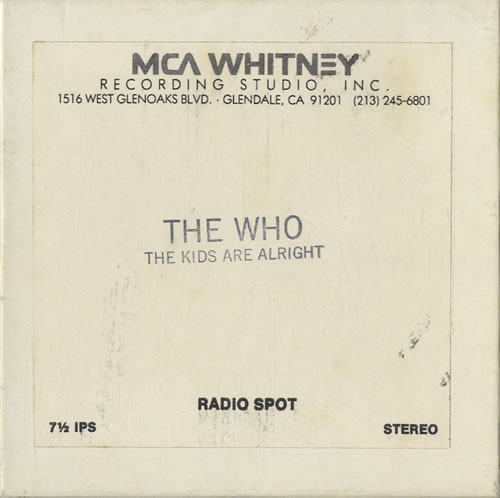 MCA WHITNEY
RECORDING STUDIO, INC.
1516 WEST GLENOAKS BLVD. · GLENDALE, CA 91201 (213) 245-6801
THE WHO
THE KIDS ARE ALRIGHT
RADIO SPOT
7½ IPS STEREO